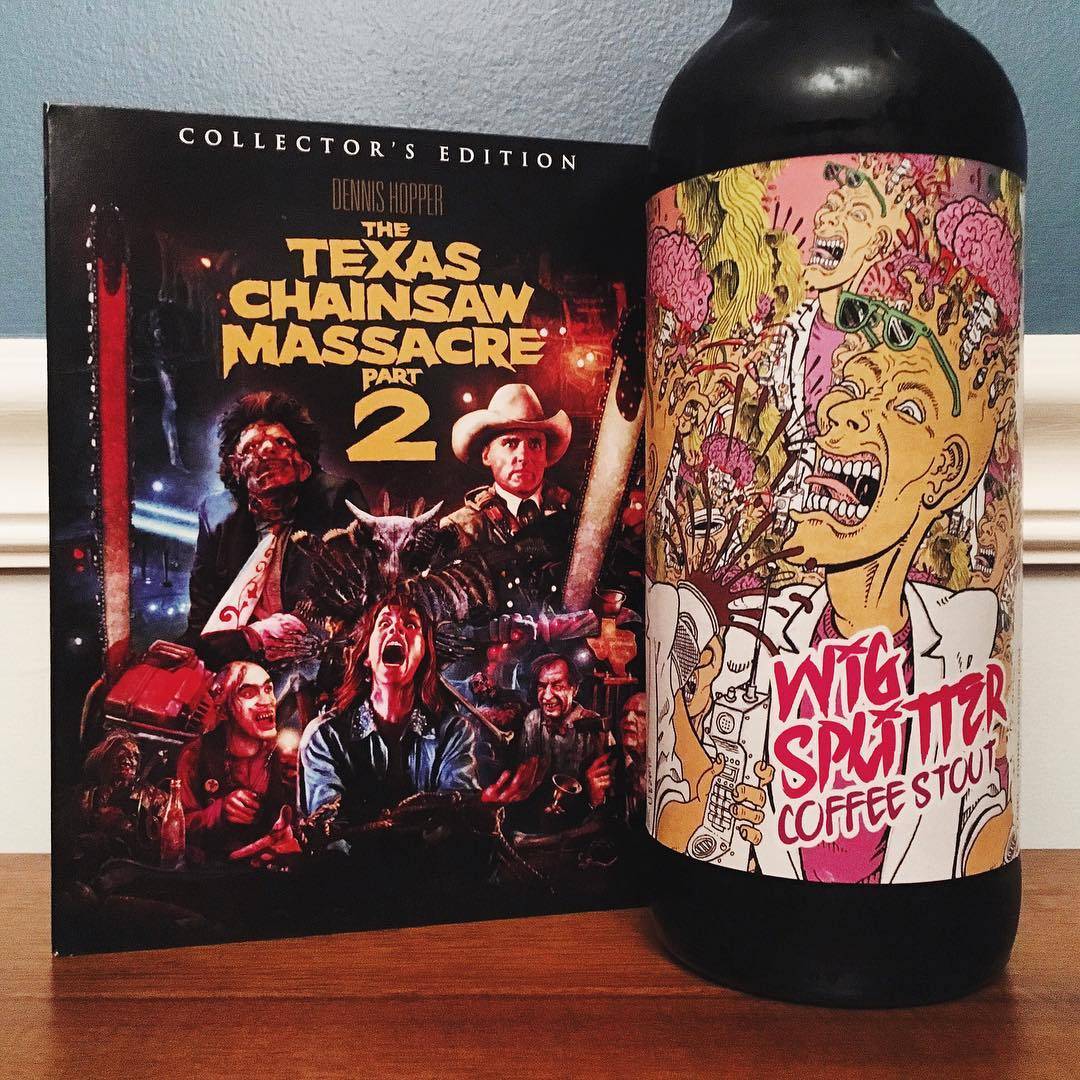 COLLECTOR'S EDITION
DENNIS HOPPER
THE
TEXAS
CHAINSAW
MASSACRE
PART
2
WIG
SPLITTER
COFFEE STOUT